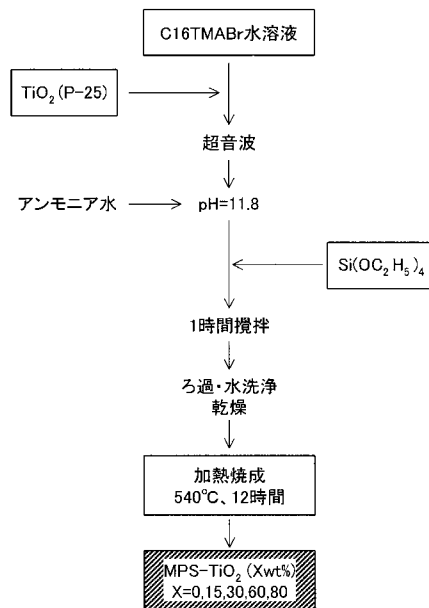 C16TMABr水溶液
TiO₂(P-25)
超音波
アンモニア水
pH=11.8
Si(OC₂H₅)₄
1時間攪拌
ろ過・水洗浄
乾燥
加熱焼成
540℃、12時間
MPS-TiO₂(Xwt%)
X=0,15,30,60,80